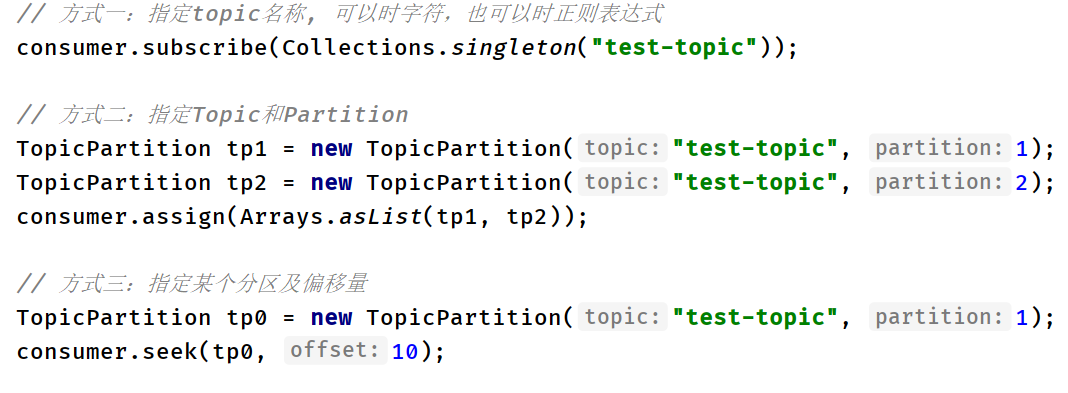 // 方式一：指定topic名称, 可以时字符，也可以时正则表达式
consumer.subscribe(Collections.singleton("test-topic"));
// 方式二：指定Topic和Partition
TopicPartition tp1 = new TopicPartition( topic: "test-topic", partition: 1);
TopicPartition tp2 = new TopicPartition( topic: "test-topic", partition: 2);
consumer.assign(Arrays.asList(tp1, tp2));
// 方式三：指定某个分区及偏移量
TopicPartition tp0 = new TopicPartition( topic: "test-topic", partition: 1);
consumer.seek(tp0, offset: 10);